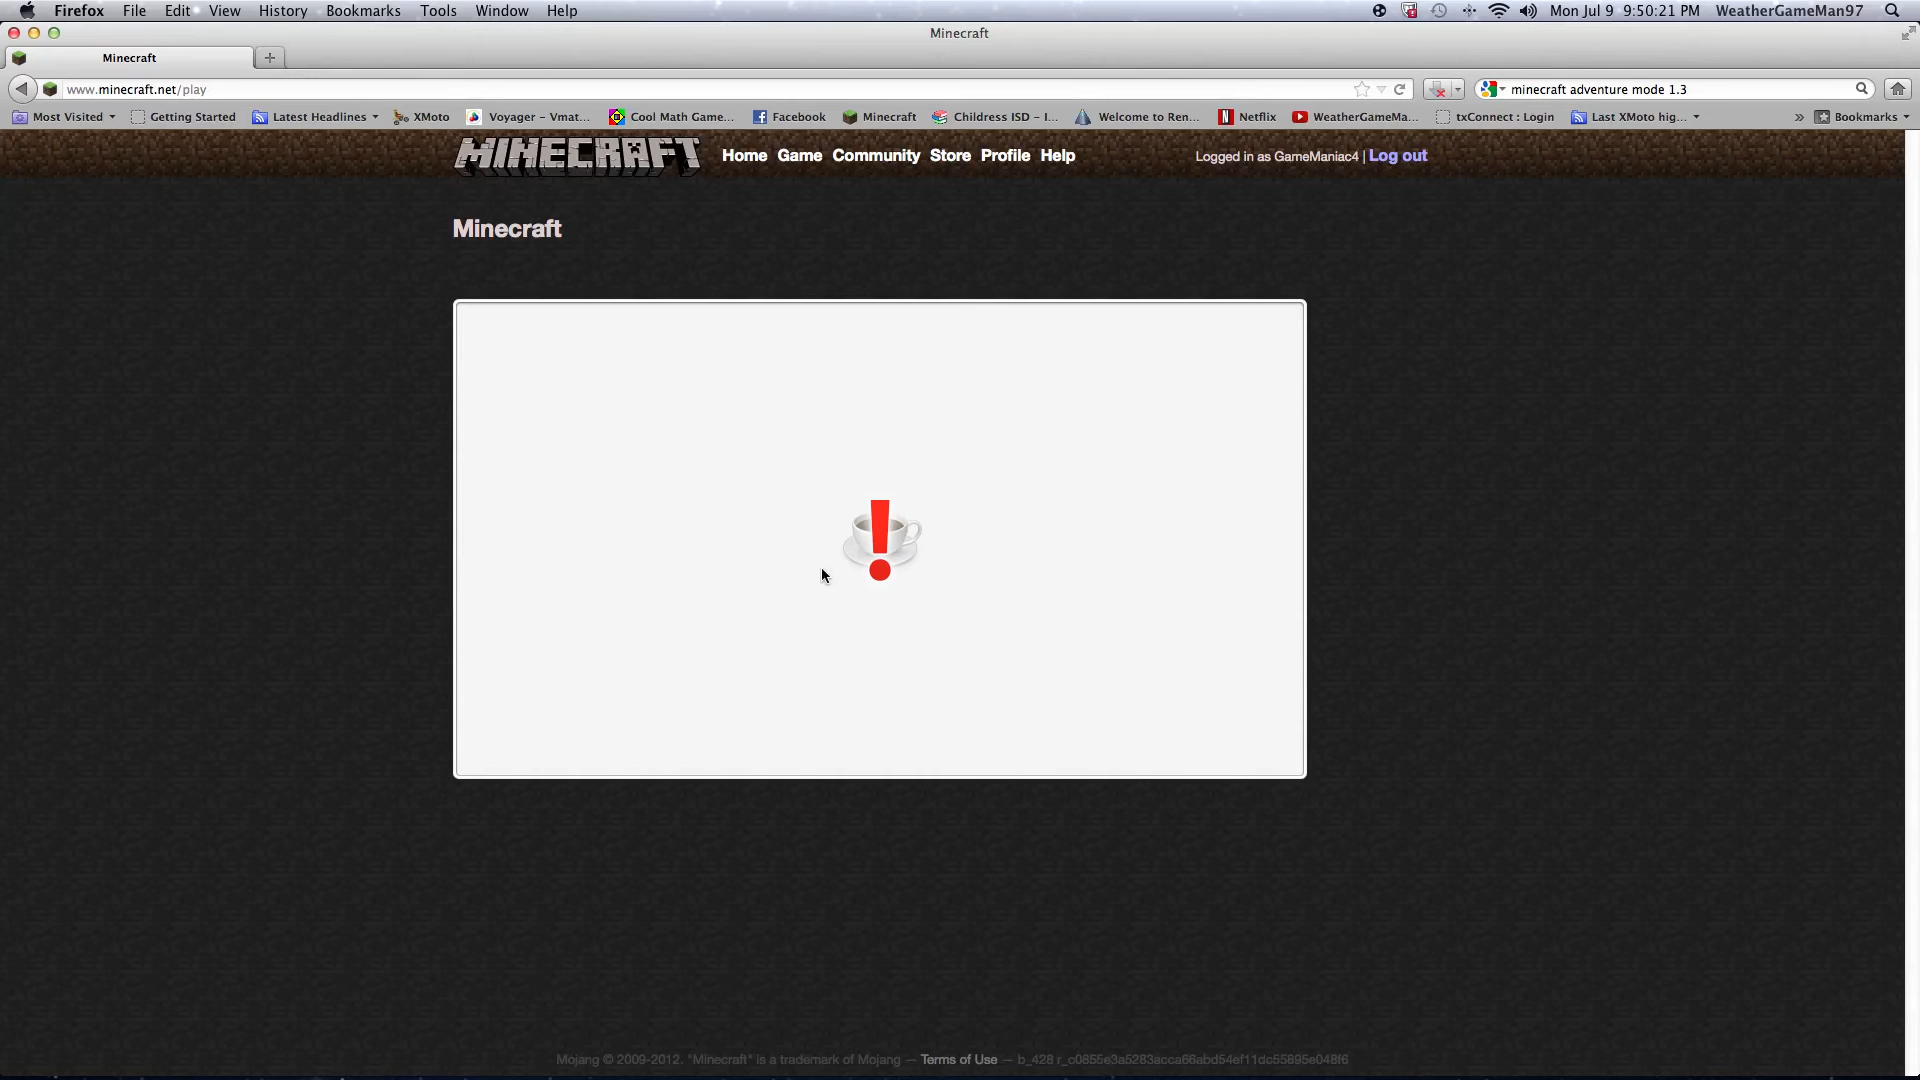 Firefox File Edit View History Bookmarks Tools Window Help Mon Jul 9 9:50:21 PM WeatherGameMan97
Minecraft
Minecraft
www.minecraft.net/play minecraft adventure mode 1.3
Most Visited Getting Started Latest Headlines XMoto Voyager – Vmat... Cool Math Game... Facebook Minecraft Childress ISD – I... Welcome to Ren... Netflix WeatherGameMa... txConnect : Login Last XMoto hig... » Bookmarks
MINECRAFT Home Game Community Store Profile Help Logged in as GameManiac4 | Log out
Minecraft
!
Mojang © 2009-2012. "Minecraft" is a trademark of Mojang — Terms of Use — b_428 r_c0855e3a5283acca66abd54ef11dc55895e048f6